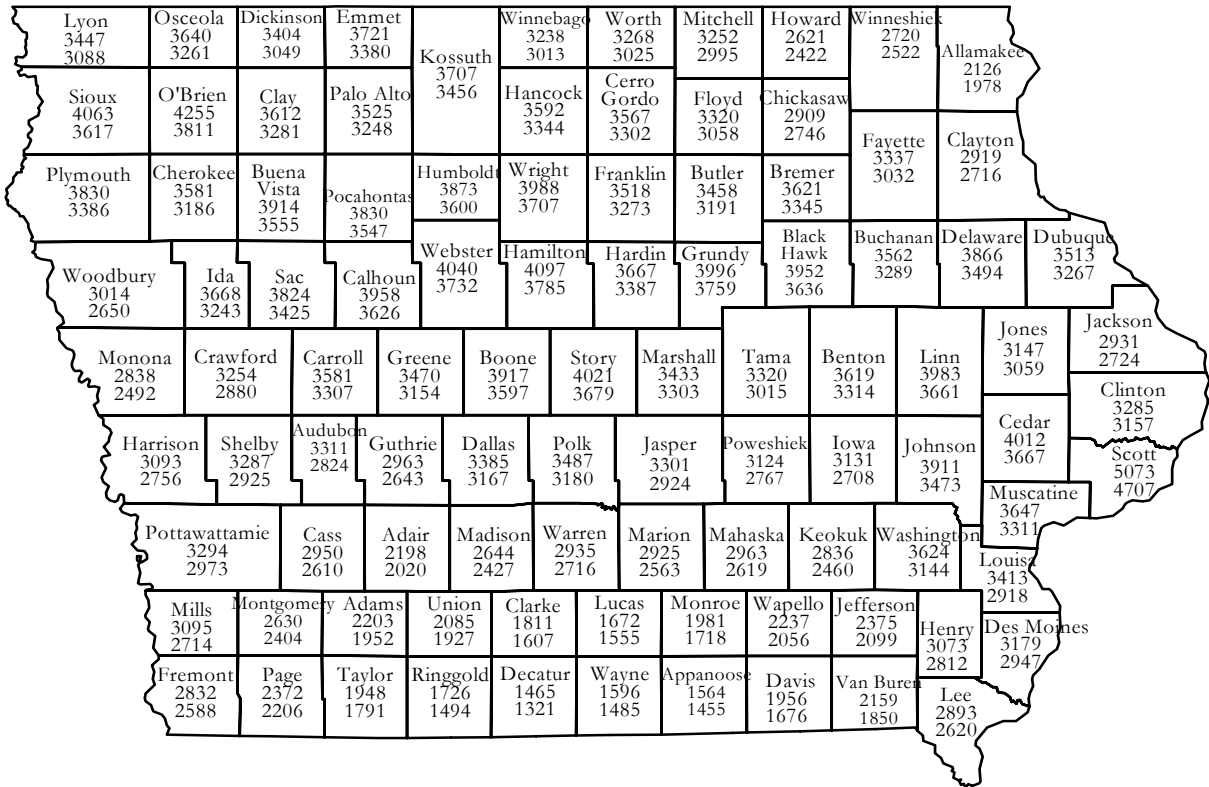 Lyon
3447
3088
Osceola
3640
3261
Dickinson
3404
3049
Emmet
3721
3380
Kossuth
3707
3456
Winnebago
3238
3013
Worth
3268
3025
Mitchell
3252
2995
Howard
2621
2422
Winneshiek
2720
2522
Allamakee
2126
1978
Sioux
4063
3617
O'Brien
4255
3811
Clay
3612
3281
Palo Alto
3525
3248
Hancock
3592
3344
Cerro
Gordo
3567
3302
Floyd
3320
3058
Chickasaw
2909
2746
Fayette
3337
3032
Clayton
2919
2716
Plymouth
3830
3386
Cherokee
3581
3186
Buena
Vista
3914
3555
Pocahontas
3830
3547
Humboldt
3873
3600
Wright
3988
3707
Franklin
3518
3273
Butler
3458
3191
Bremer
3621
3345
Woodbury
3014
2650
Ida
3668
3243
Sac
3824
3425
Calhoun
3958
3626
Webster
4040
3732
Hamilton
4097
3785
Hardin
3667
3387
Grundy
3996
3759
Black
Hawk
3952
3636
Buchanan
3562
3289
Delaware
3866
3494
Dubuque
3513
3267
Monona
2838
2492
Crawford
3254
2880
Carroll
3581
3307
Greene
3470
3154
Boone
3917
3597
Story
4021
3679
Marshall
3433
3303
Tama
3320
3015
Benton
3619
3314
Linn
3983
3661
Jones
3147
3059
Jackson
2931
2724
Clinton
3285
3157
Harrison
3093
2756
Shelby
3287
2925
Audubon
3311
2824
Guthrie
2963
2643
Dallas
3385
3167
Polk
3487
3180
Jasper
3301
2924
Poweshiek
3124
2767
Iowa
3131
2708
Johnson
3911
3473
Cedar
4012
3667
Scott
5073
4707
Muscatine
3647
3311
Pottawattamie
3294
2973
Cass
2950
2610
Adair
2198
2020
Madison
2644
2427
Warren
2935
2716
Marion
2925
2563
Mahaska
2963
2619
Keokuk
2836
2460
Washington
3624
3144
Louisa
3413
2918
Mills
3095
2714
Montgomery
2630
2404
Adams
2203
1952
Union
2085
1927
Clarke
1811
1607
Lucas
1672
1555
Monroe
1981
1718
Wapello
2237
2056
Jefferson
2375
2099
Henry
3073
2812
Des Moines
3179
2947
Fremont
2832
2588
Page
2372
2206
Taylor
1948
1791
Ringgold
1726
1494
Decatur
1465
1321
Wayne
1596
1485
Appanoose
1564
1455
Davis
1956
1676
Van Buren
2159
1850
Lee
2893
2620